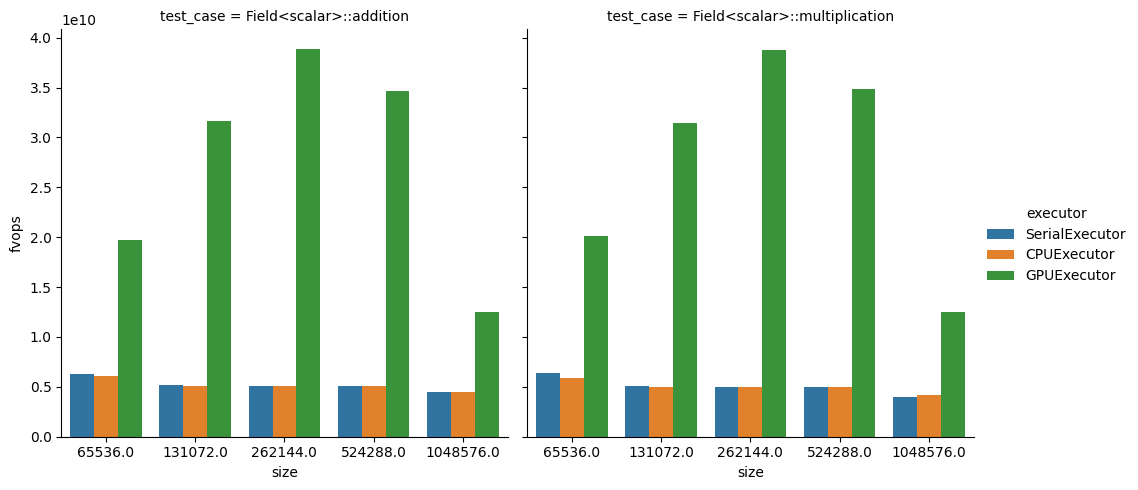 test_case = Field<scalar>::addition
test_case = Field<scalar>::multiplication
1e10
4.0
3.5
3.0
2.5
2.0
1.5
1.0
0.5
0.0
fvops
65536.0 131072.0 262144.0 524288.0 1048576.0
size
65536.0 131072.0 262144.0 524288.0 1048576.0
size
executor
SerialExecutor
CPUExecutor
GPUExecutor